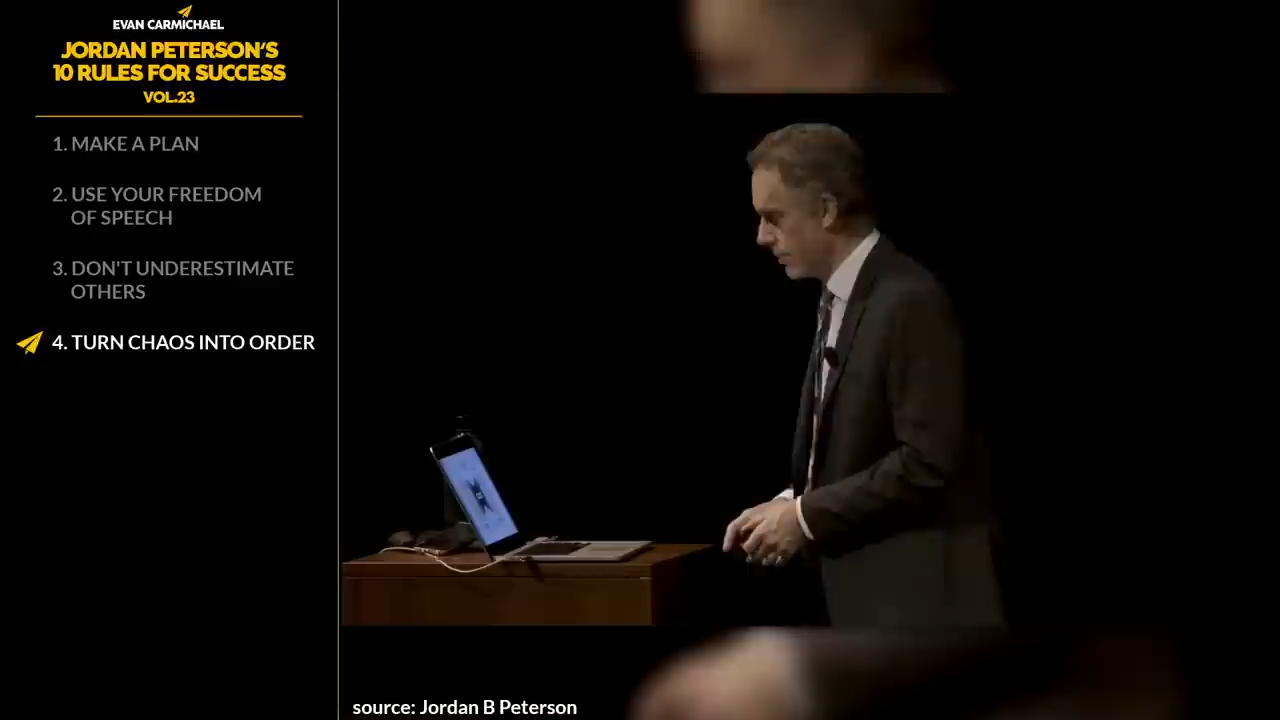 EVAN CARMICHAEL
JORDAN PETERSON'S
10 RULES FOR SUCCESS
VOL.23
1. MAKE A PLAN
2. USE YOUR FREEDOM
OF SPEECH
3. DON'T UNDERESTIMATE
OTHERS
4. TURN CHAOS INTO ORDER
source: Jordan B Peterson